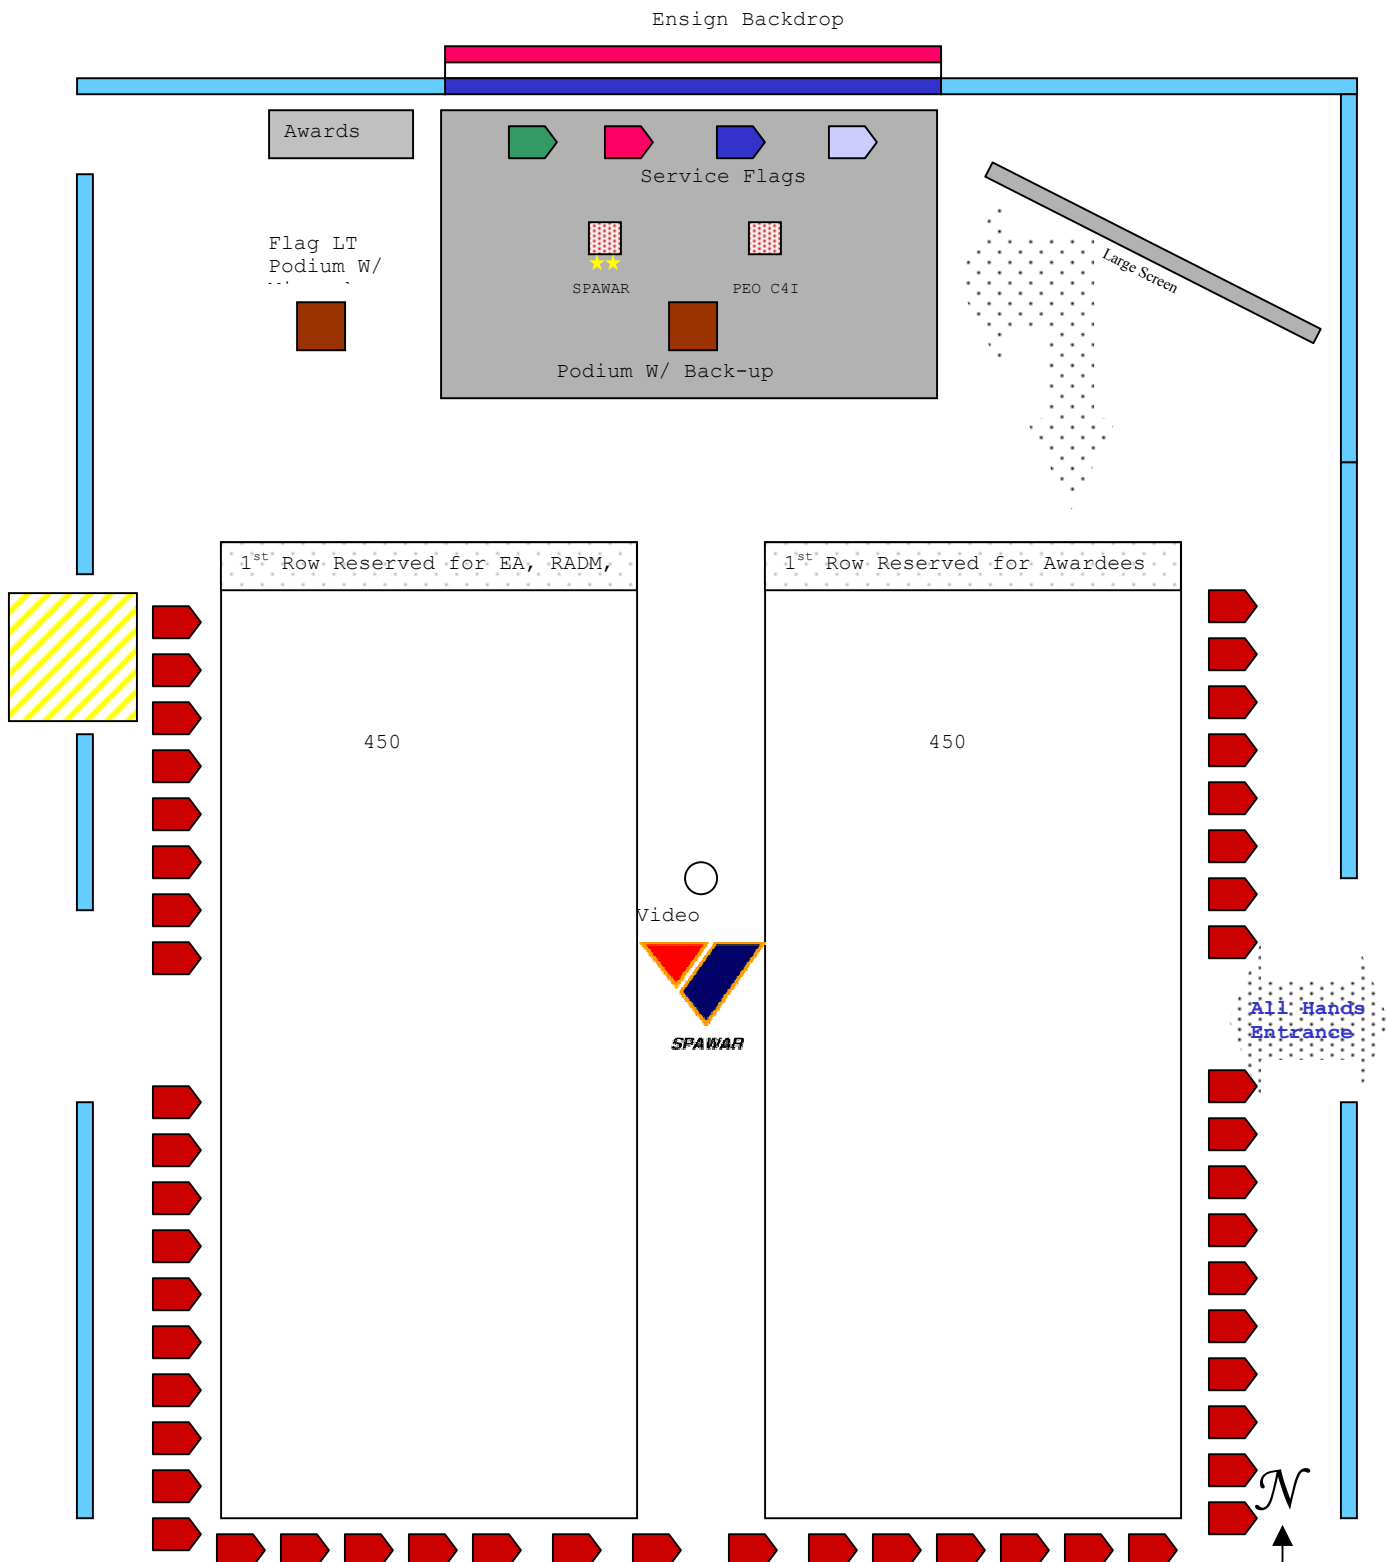 Ensign Backdrop
Awards
Service Flags
Flag LT
Podium W/
Large Screen
SPAWAR
PEO C4I
Podium W/ Back-up
1st Row Reserved for EA, RADM,
1st Row Reserved for Awardees
450
450
Video
SPAWAR
All Hands
Entrance
N